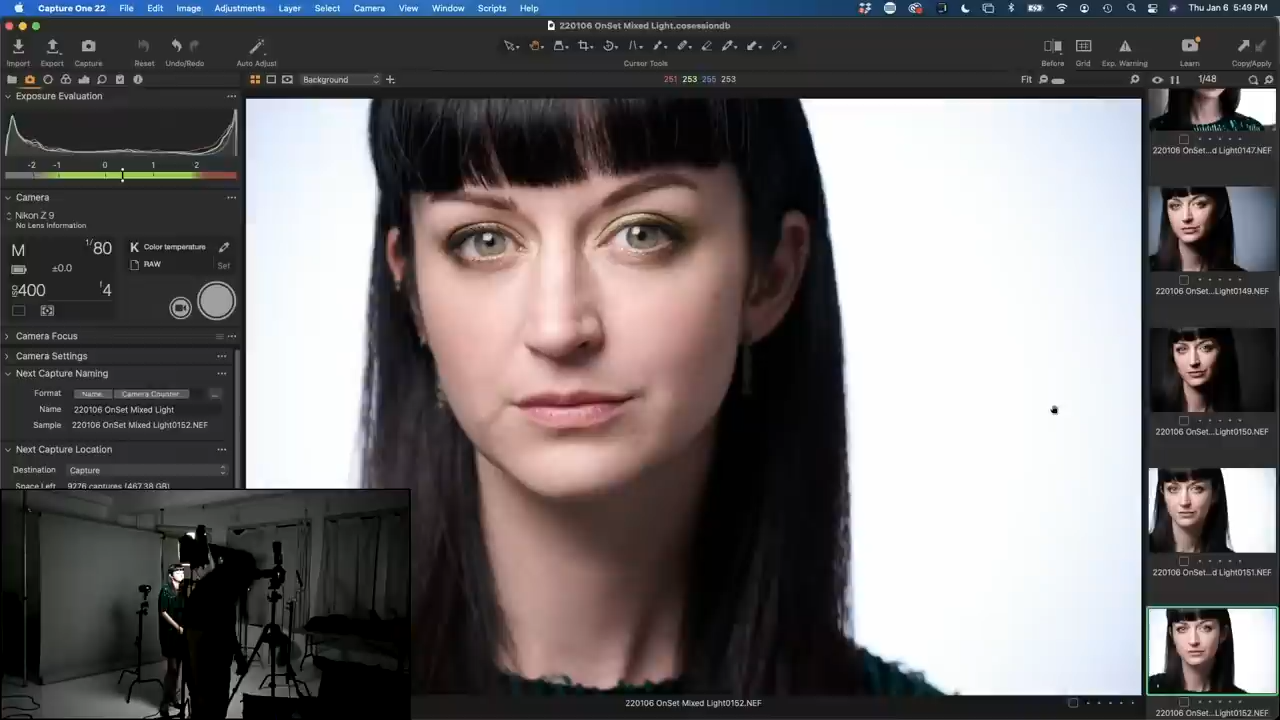 Capture One 22 File Edit Image Adjustments Layer Select Camera View Window Scripts Help Thu Jan 6 5:49 PM
220106 OnSet Mixed Light.cosessiondb
Import Export Capture Reset Undo/Redo Auto Adjust Cursor Tools Before Grid Exp. Warning Learn Copy/Apply
Background 251 253 255 253 Fit 1/48
Exposure Evaluation
-2 -1 0 1 2
Camera
Nikon Z 9
No Lens Information
M 1/80 K Color temperature
±0.0 RAW Set
ISO 400 f4
Camera Focus
Camera Settings
Next Capture Naming
Format Name Camera Counter ...
Name 220106 OnSet Mixed Light
Sample 220106 OnSet Mixed Light0152.NEF
Next Capture Location
Destination Capture
Space Left 9276 captures (467.38 GB)
220106 OnSet Mixed Light0152.NEF
220106 OnSet...d Light0147.NEF
220106 OnSet...Light0149.NEF
220106 OnSet...Light0150.NEF
220106 OnSet...d Light0151.NEF
220106 OnSet...Light0152.NEF